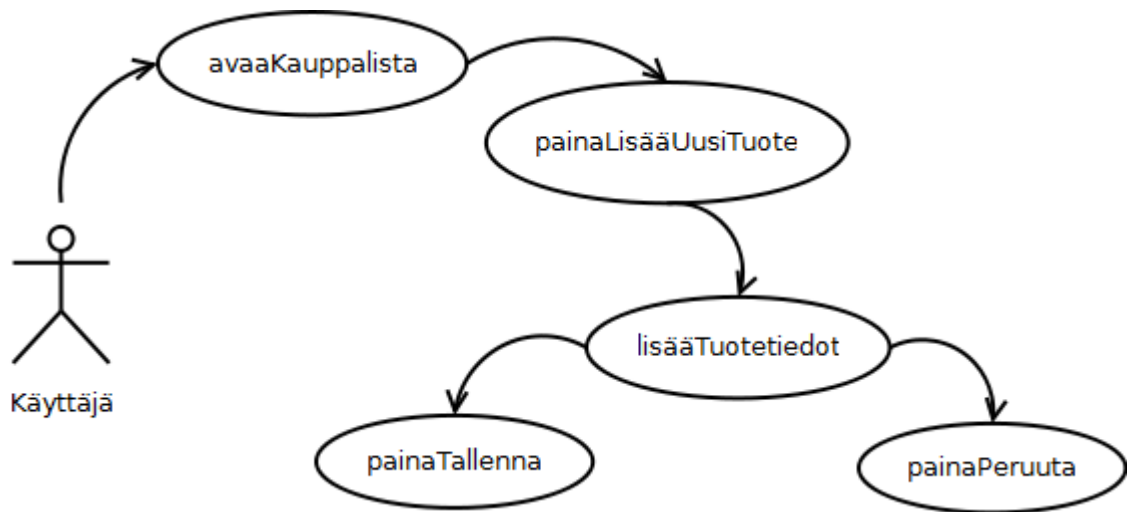 avaaKauppalista
painaLisääUusiTuote
lisääTuotetiedot
Käyttäjä
painaTallenna
painaPeruuta